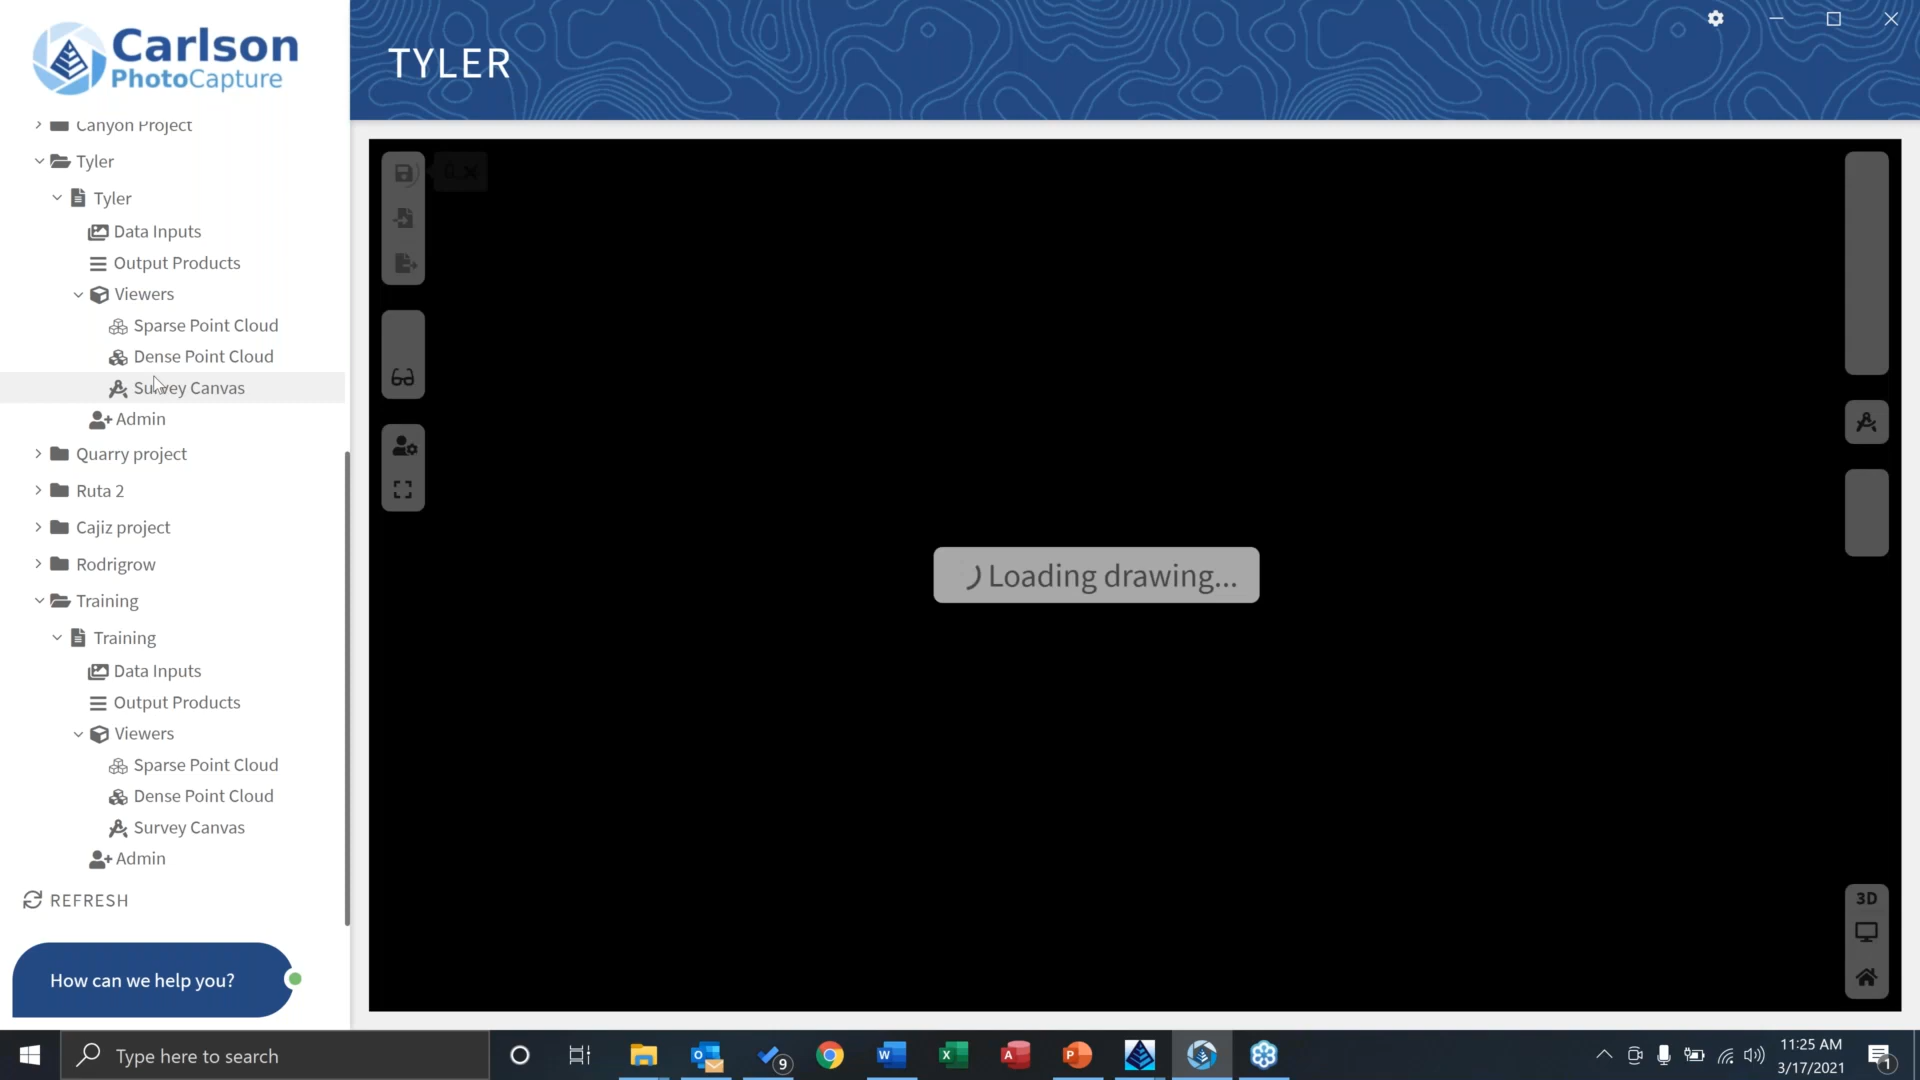 Carlson
PhotoCapture
TYLER
Canyon Project
Tyler
Tyler
Data Inputs
Output Products
Viewers
Sparse Point Cloud
Dense Point Cloud
Survey Canvas
Admin
Quarry project
Ruta 2
Cajiz project
Rodrigrow
Training
Training
Data Inputs
Output Products
Viewers
Sparse Point Cloud
Dense Point Cloud
Survey Canvas
Admin
REFRESH
How can we help you?
Loading drawing...
3D
Type here to search
9
11:25 AM
3/17/2021
1